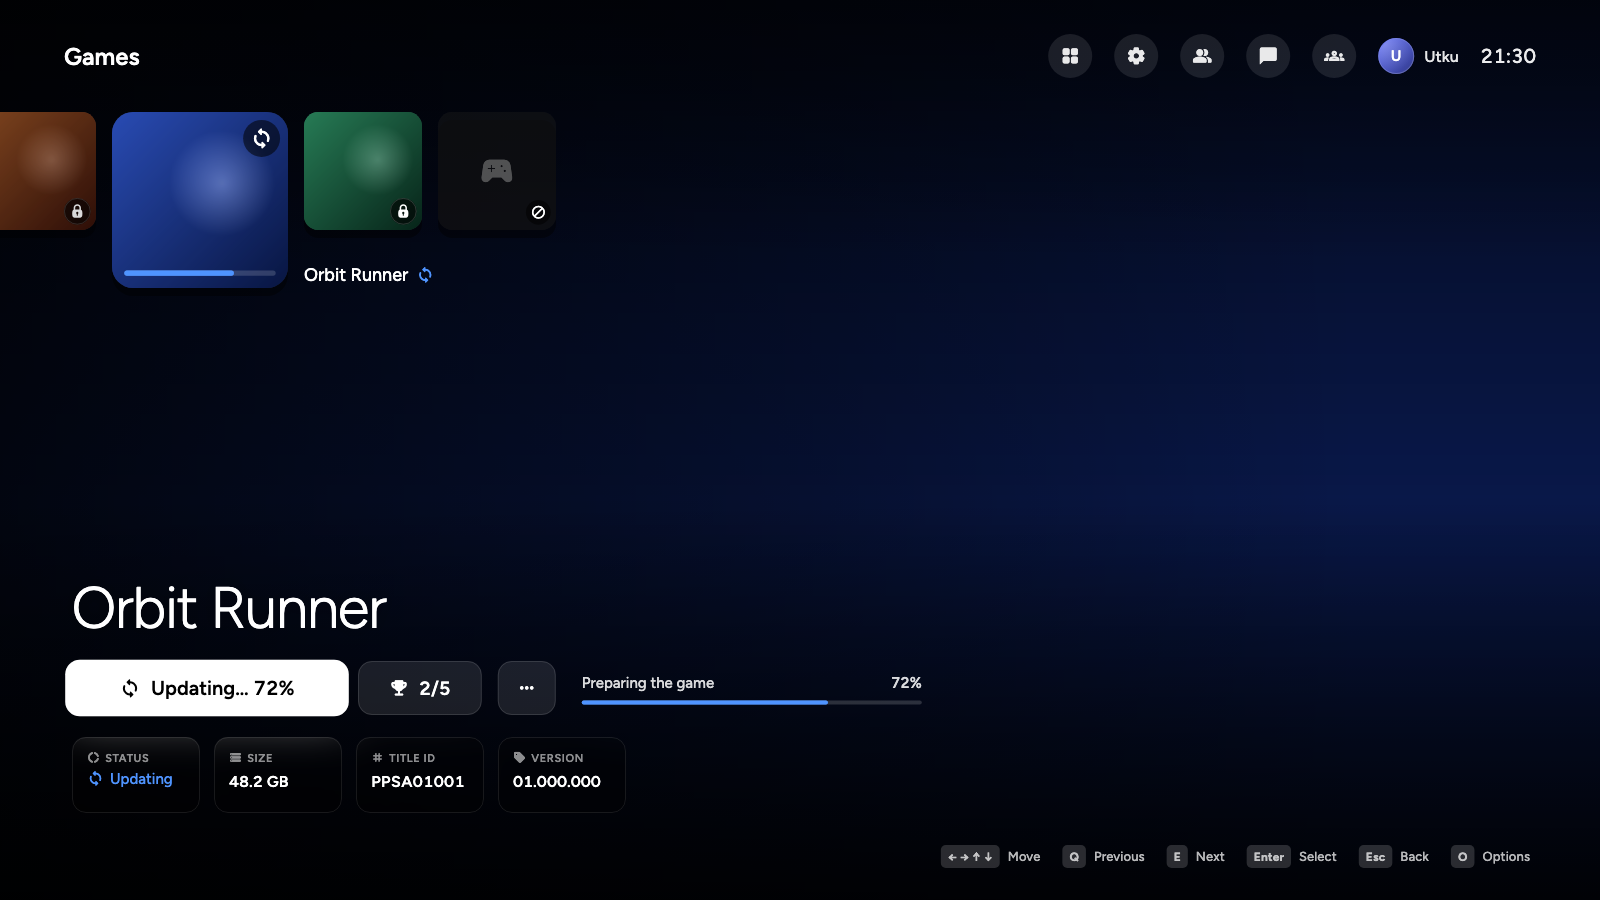 Games
U Utku 21:30
Orbit Runner
Orbit Runner
Updating... 72%
2/5
Preparing the game 72%
STATUS
Updating
SIZE
48.2 GB
TITLE ID
PPSA01001
VERSION
01.000.000
Move Q Previous E Next Enter Select Esc Back O Options